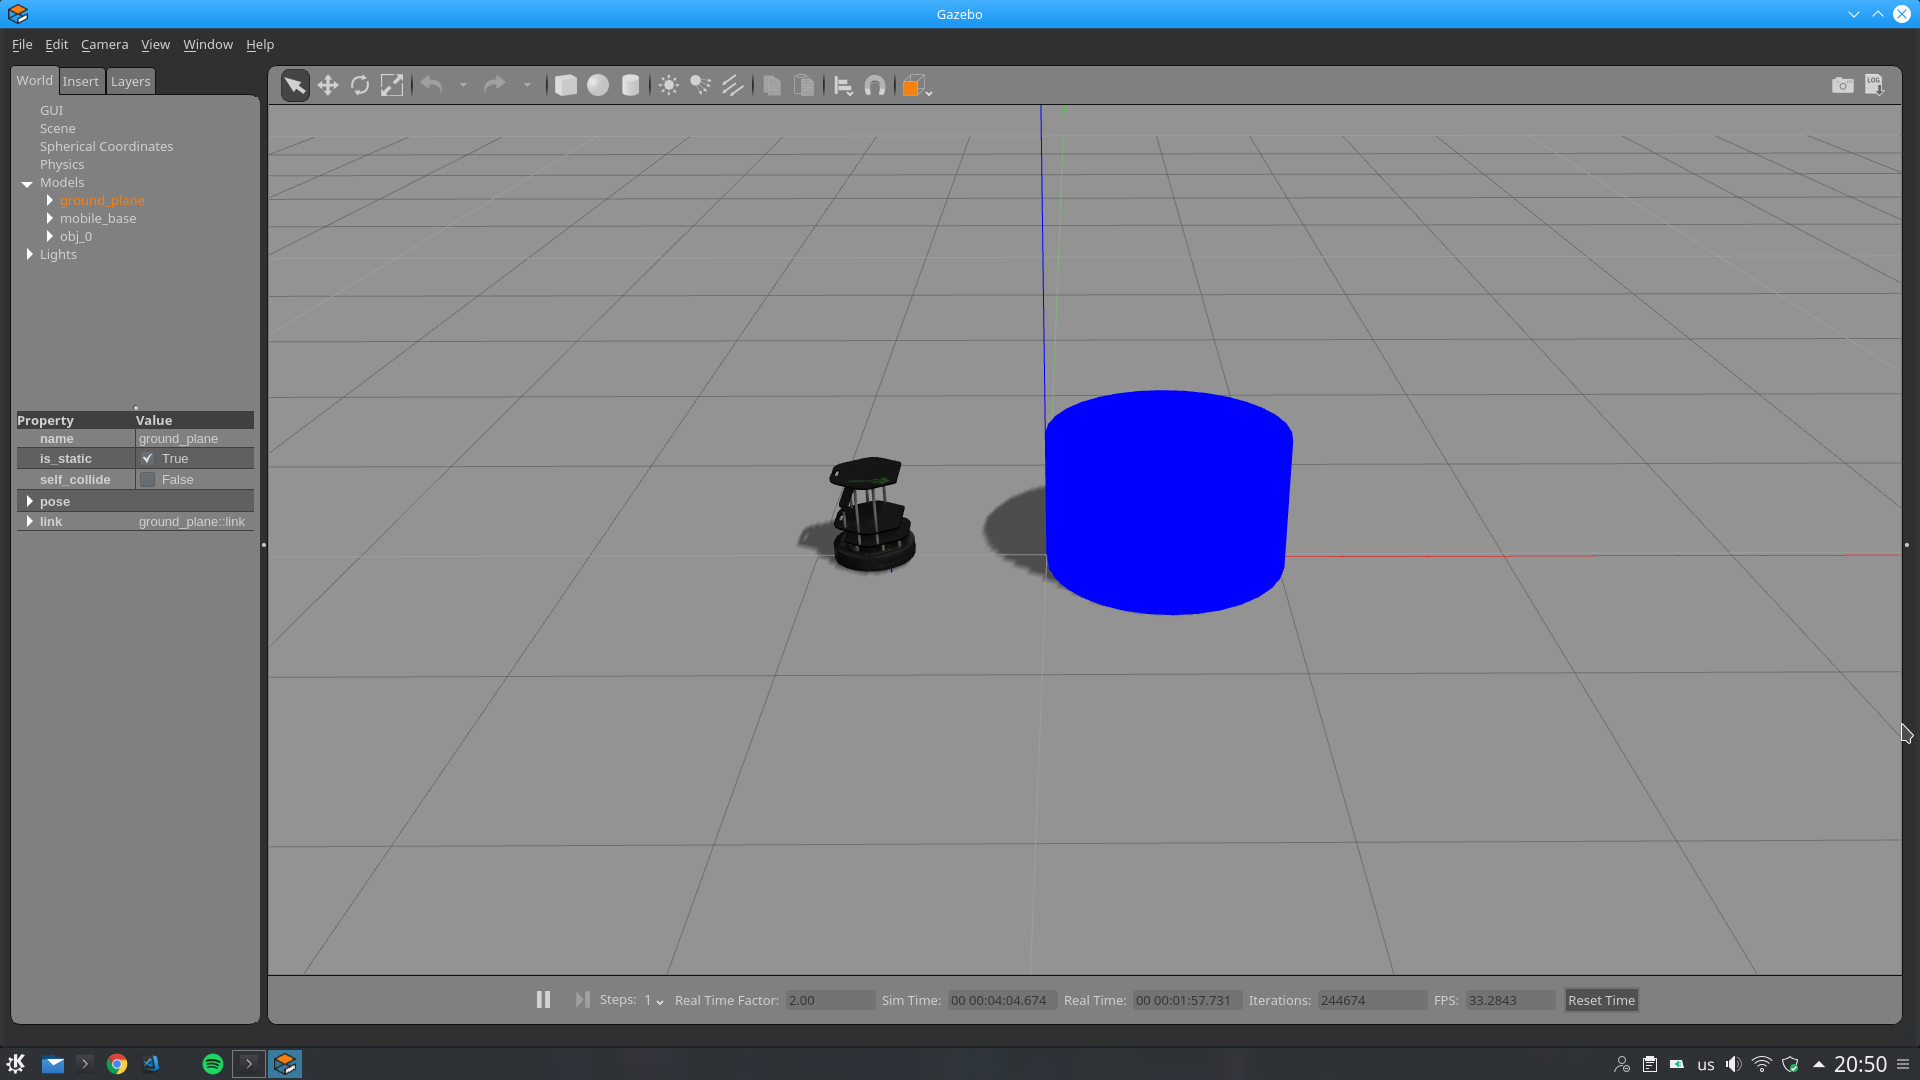 Gazebo
File Edit Camera View Window Help
World Insert Layers
LOG
GUI
Scene
Spherical Coordinates
Physics
Models
ground_plane
mobile_base
obj_0
Lights
Property Value
name ground_plane
is_static True
self_collide False
pose
link ground_plane::link
Steps: 1 Real Time Factor: 2.00 Sim Time: 00 00:04:04.674 Real Time: 00 00:01:57.731 Iterations: 244674 FPS: 33.2843 Reset Time
us 20:50